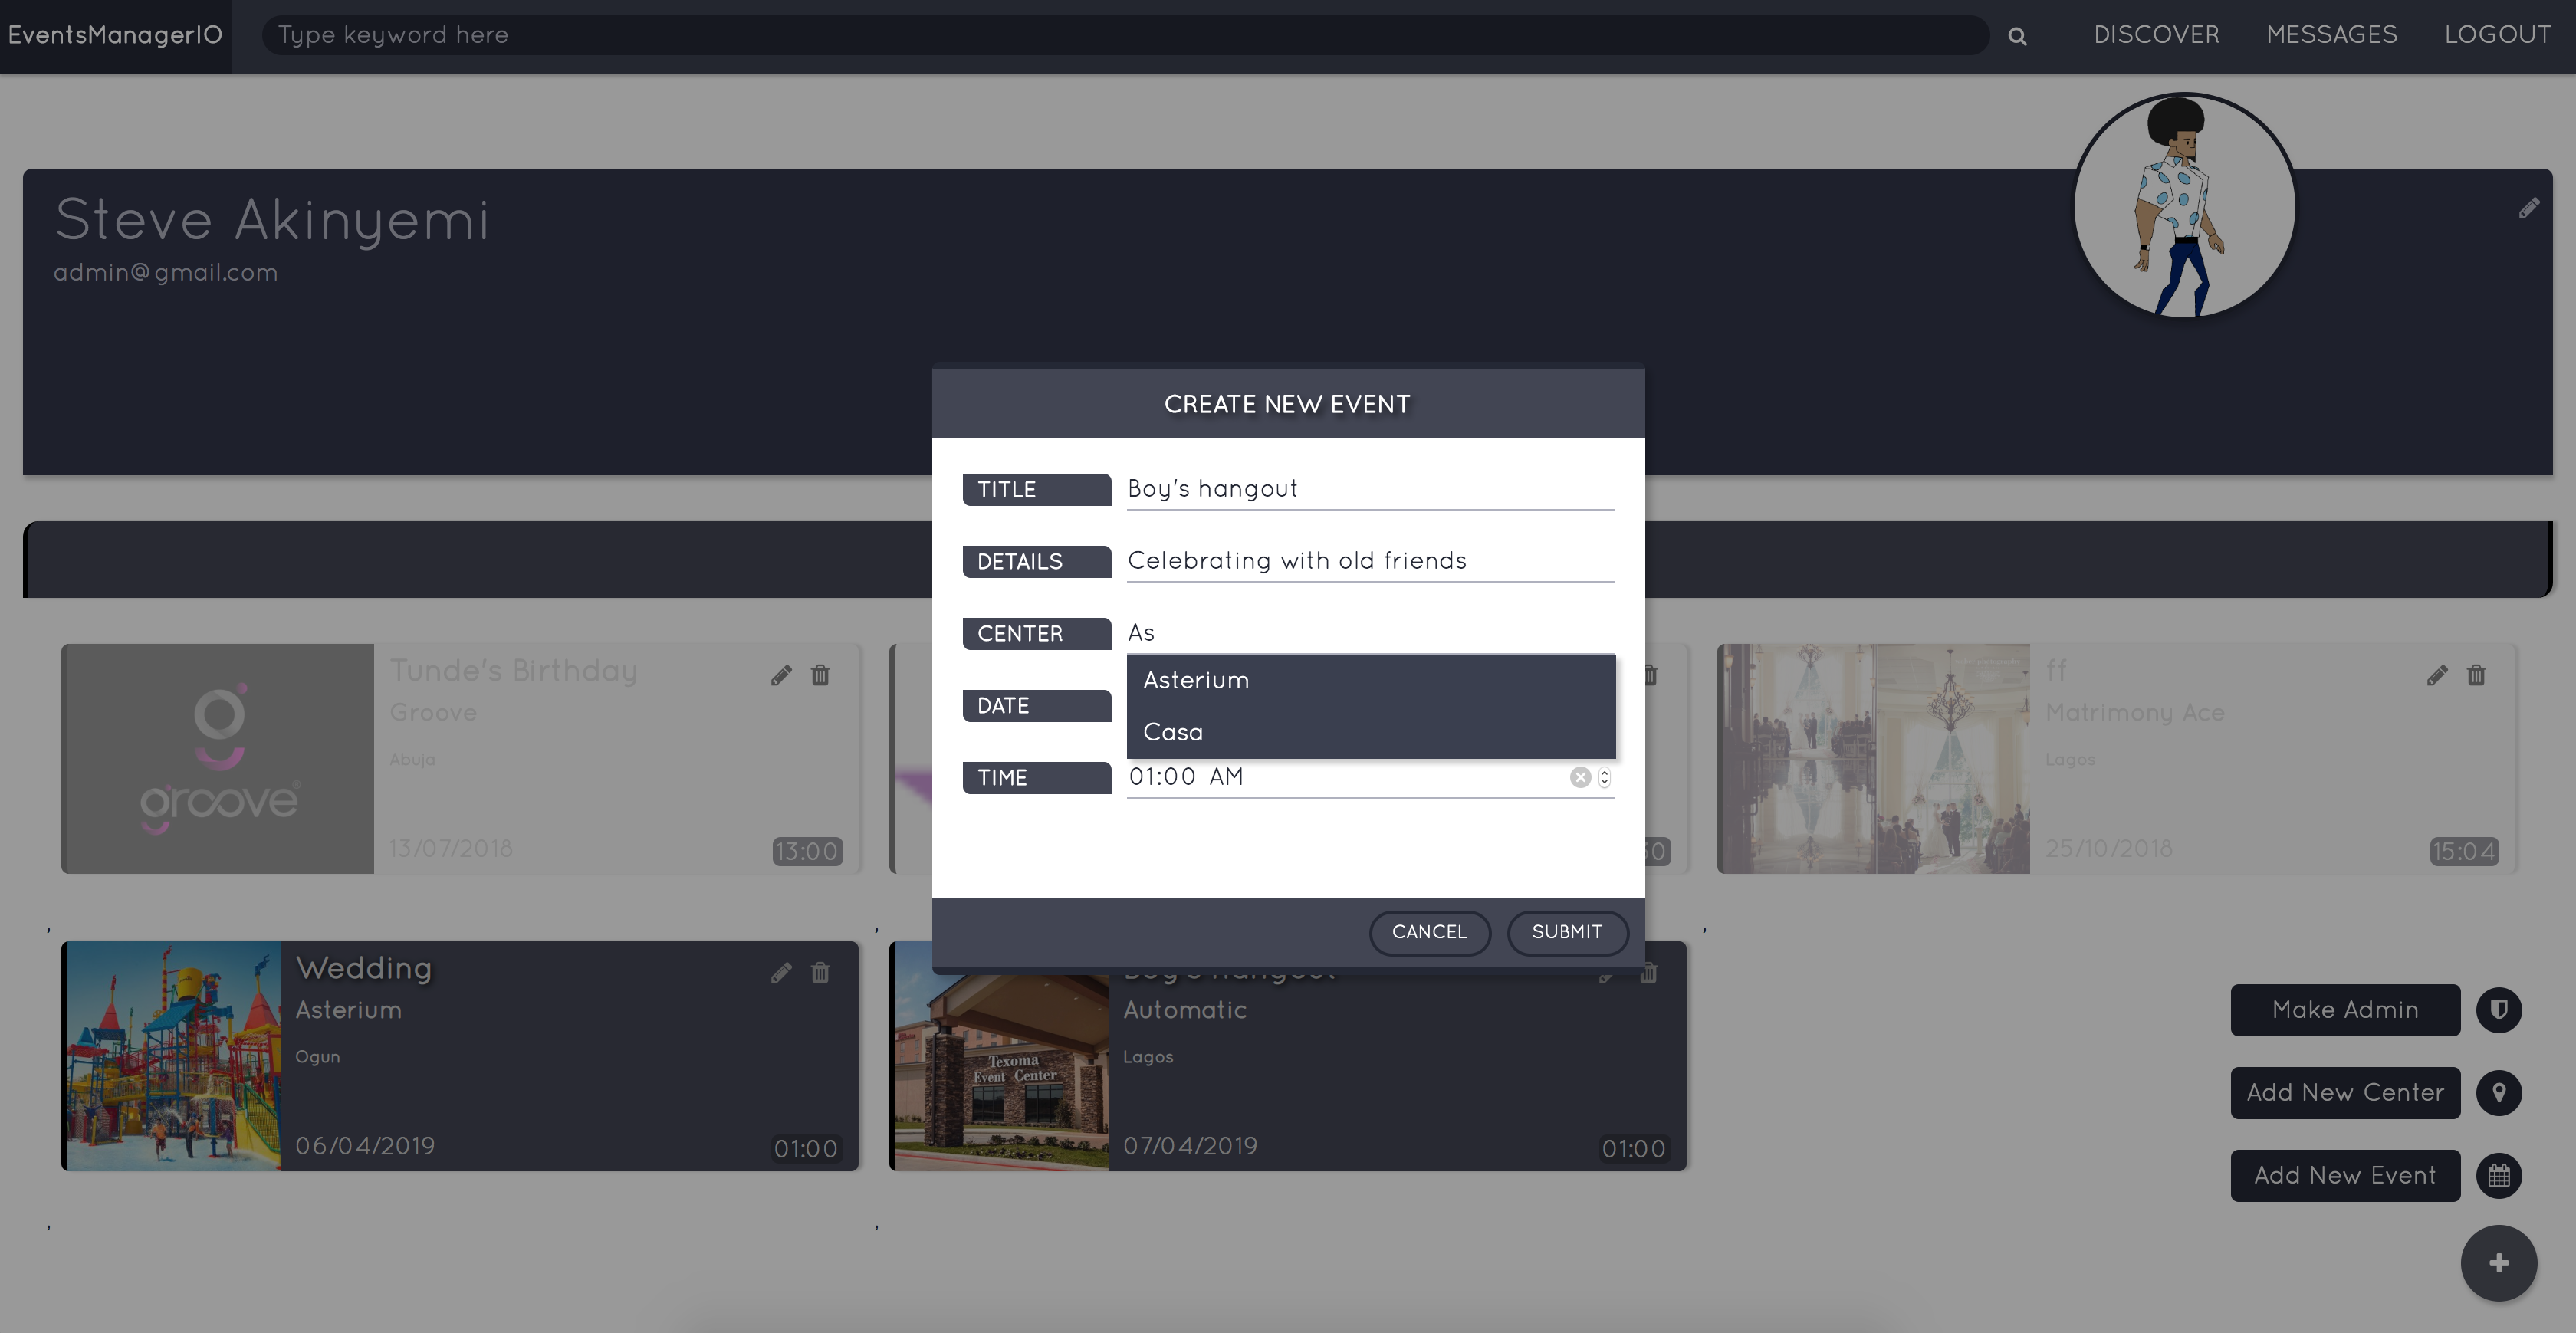 EventsManagerIO
Type keyword here
DISCOVER
MESSAGES
LOGOUT
Steve Akinyemi
admin@gmail.com
CREATE NEW EVENT
TITLE
Boy's hangout
DETAILS
Celebrating with old friends
CENTER
As
Asterium
Casa
DATE
TIME
01:00 AM
CANCEL
SUBMIT
groove
Tunde's Birthday
Groove
Abuja
13/07/2018
13:00
ff
Matrimony Ace
Lagos
25/10/2018
15:04
,
,
,
Wedding
Asterium
Ogun
06/04/2019
01:00
Texoma
Event Center
Boy's hangout
Automatic
Lagos
07/04/2019
01:00
,
,
Make Admin
Add New Center
Add New Event